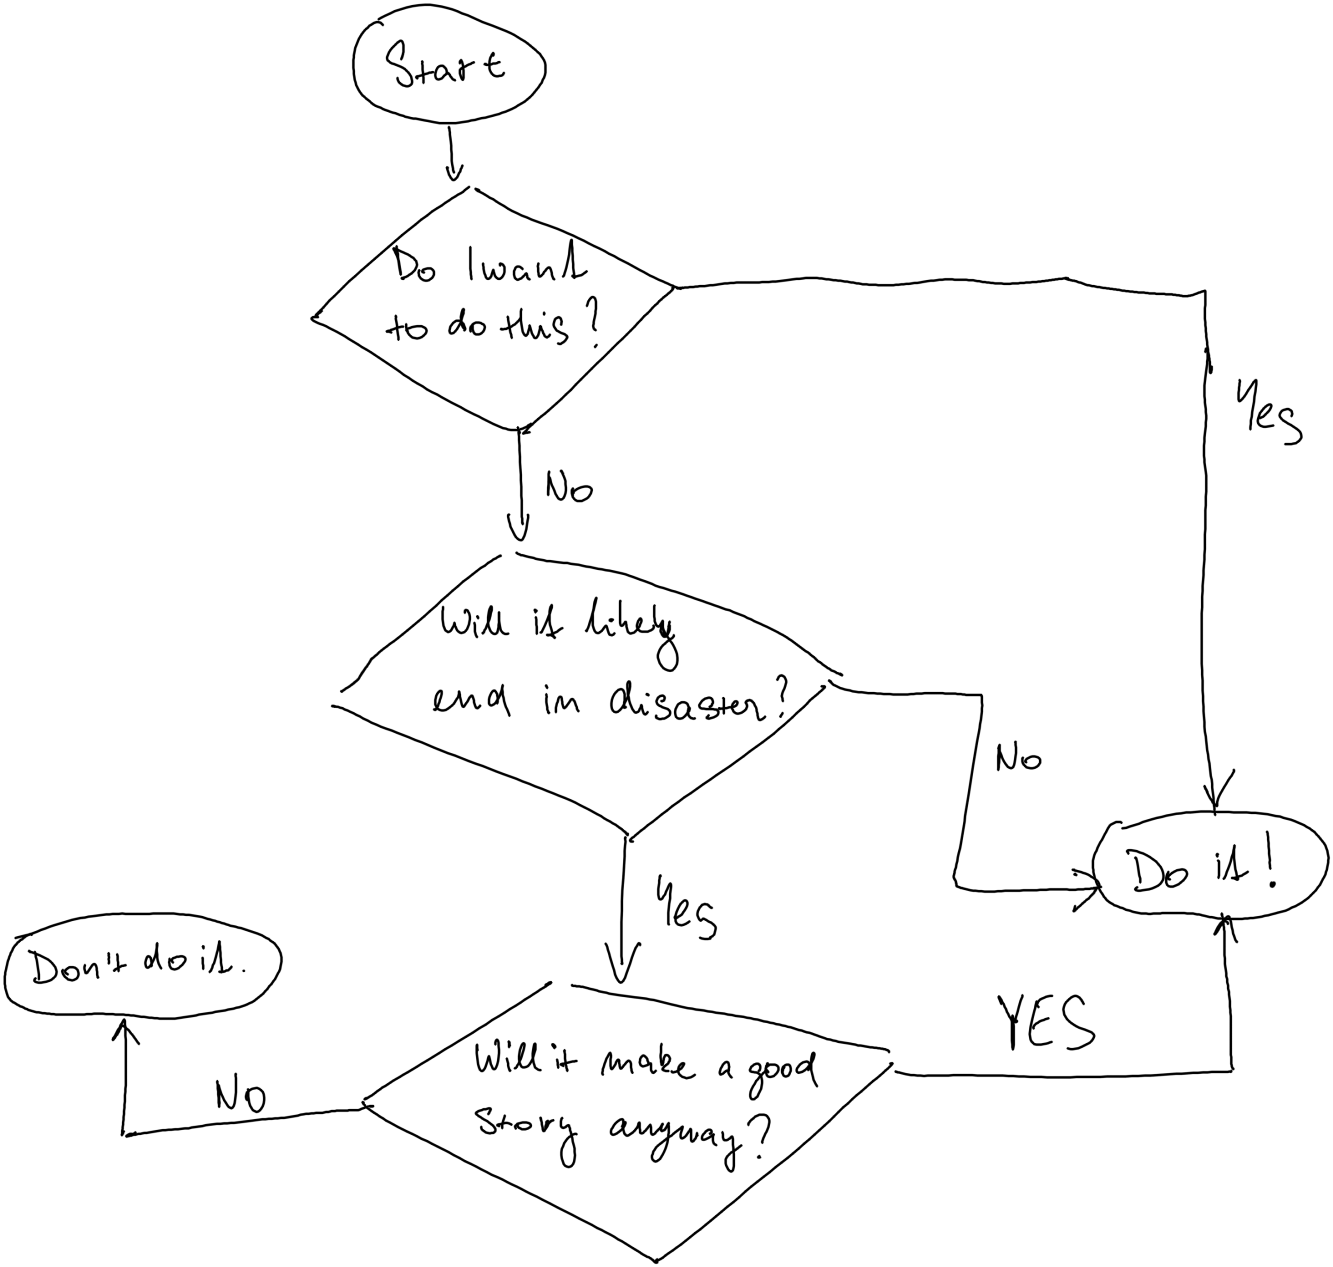 Start
Do I want
to do this?
Yes
No
Will it likely
end in disaster?
No
Do it!
Yes
Don't do it.
YES
Will it make a good
story anyway?
NO